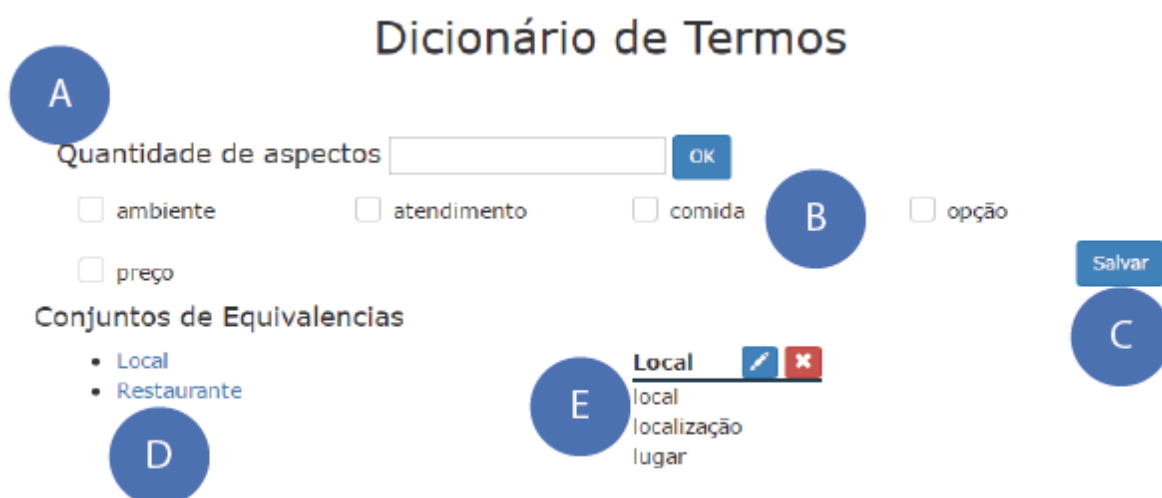 Dicionário de Termos
A
Quantidade de aspectos OK
ambiente atendimento comida B opção
preço Salvar
Conjuntos de Equivalencias C
Local Local
Restaurante E local
localização
D lugar